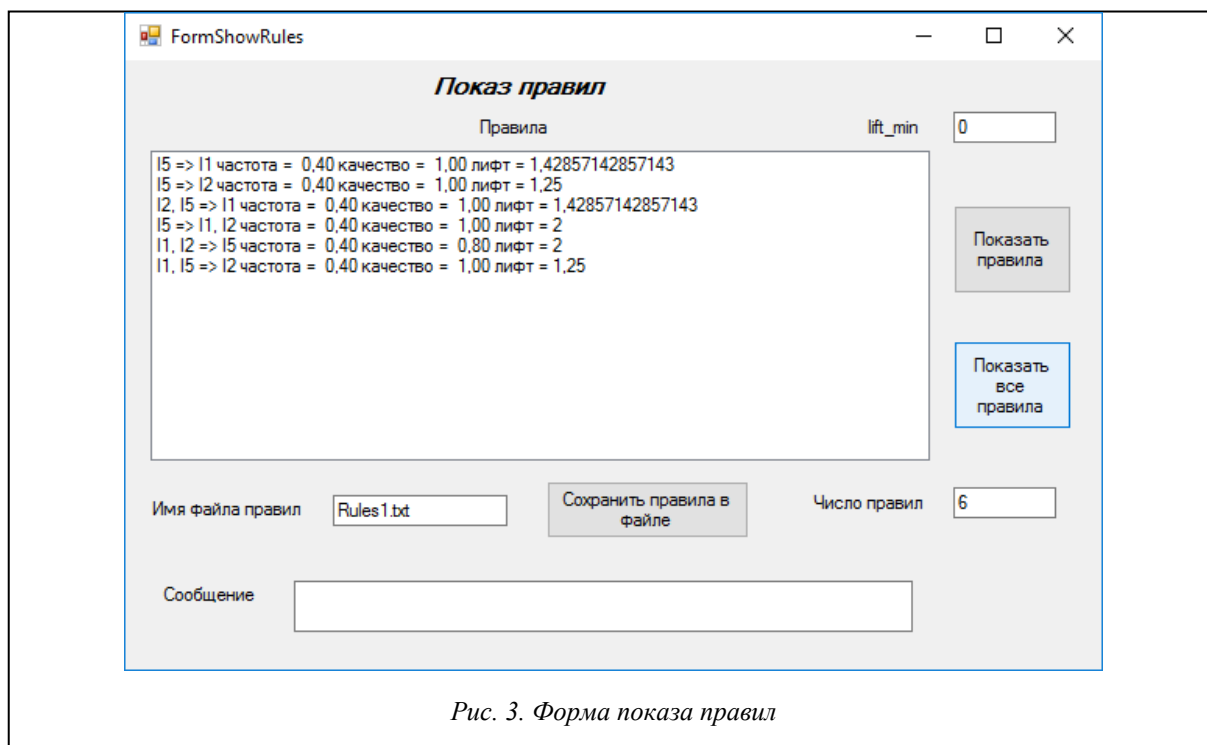 FormShowRules
Показ правил
Правила
lift_min
0
I5 => I1 частота =  0,40 качество =  1,00 лифт = 1,42857142857143
I5 => I2 частота =  0,40 качество =  1,00 лифт = 1,25
I2, I5 => I1 частота =  0,40 качество =  1,00 лифт = 1,42857142857143
I5 => I1, I2 частота =  0,40 качество =  1,00 лифт = 2
I1, I2 => I5 частота =  0,40 качество =  0,80 лифт = 2
I1, I5 => I2 частота =  0,40 качество =  1,00 лифт = 1,25
Показать
правила
Показать
все
правила
Имя файла правил
Rules1.txt
Сохранить правила в
файле
Число правил
6
Сообщение
Рис. 3. Форма показа правил